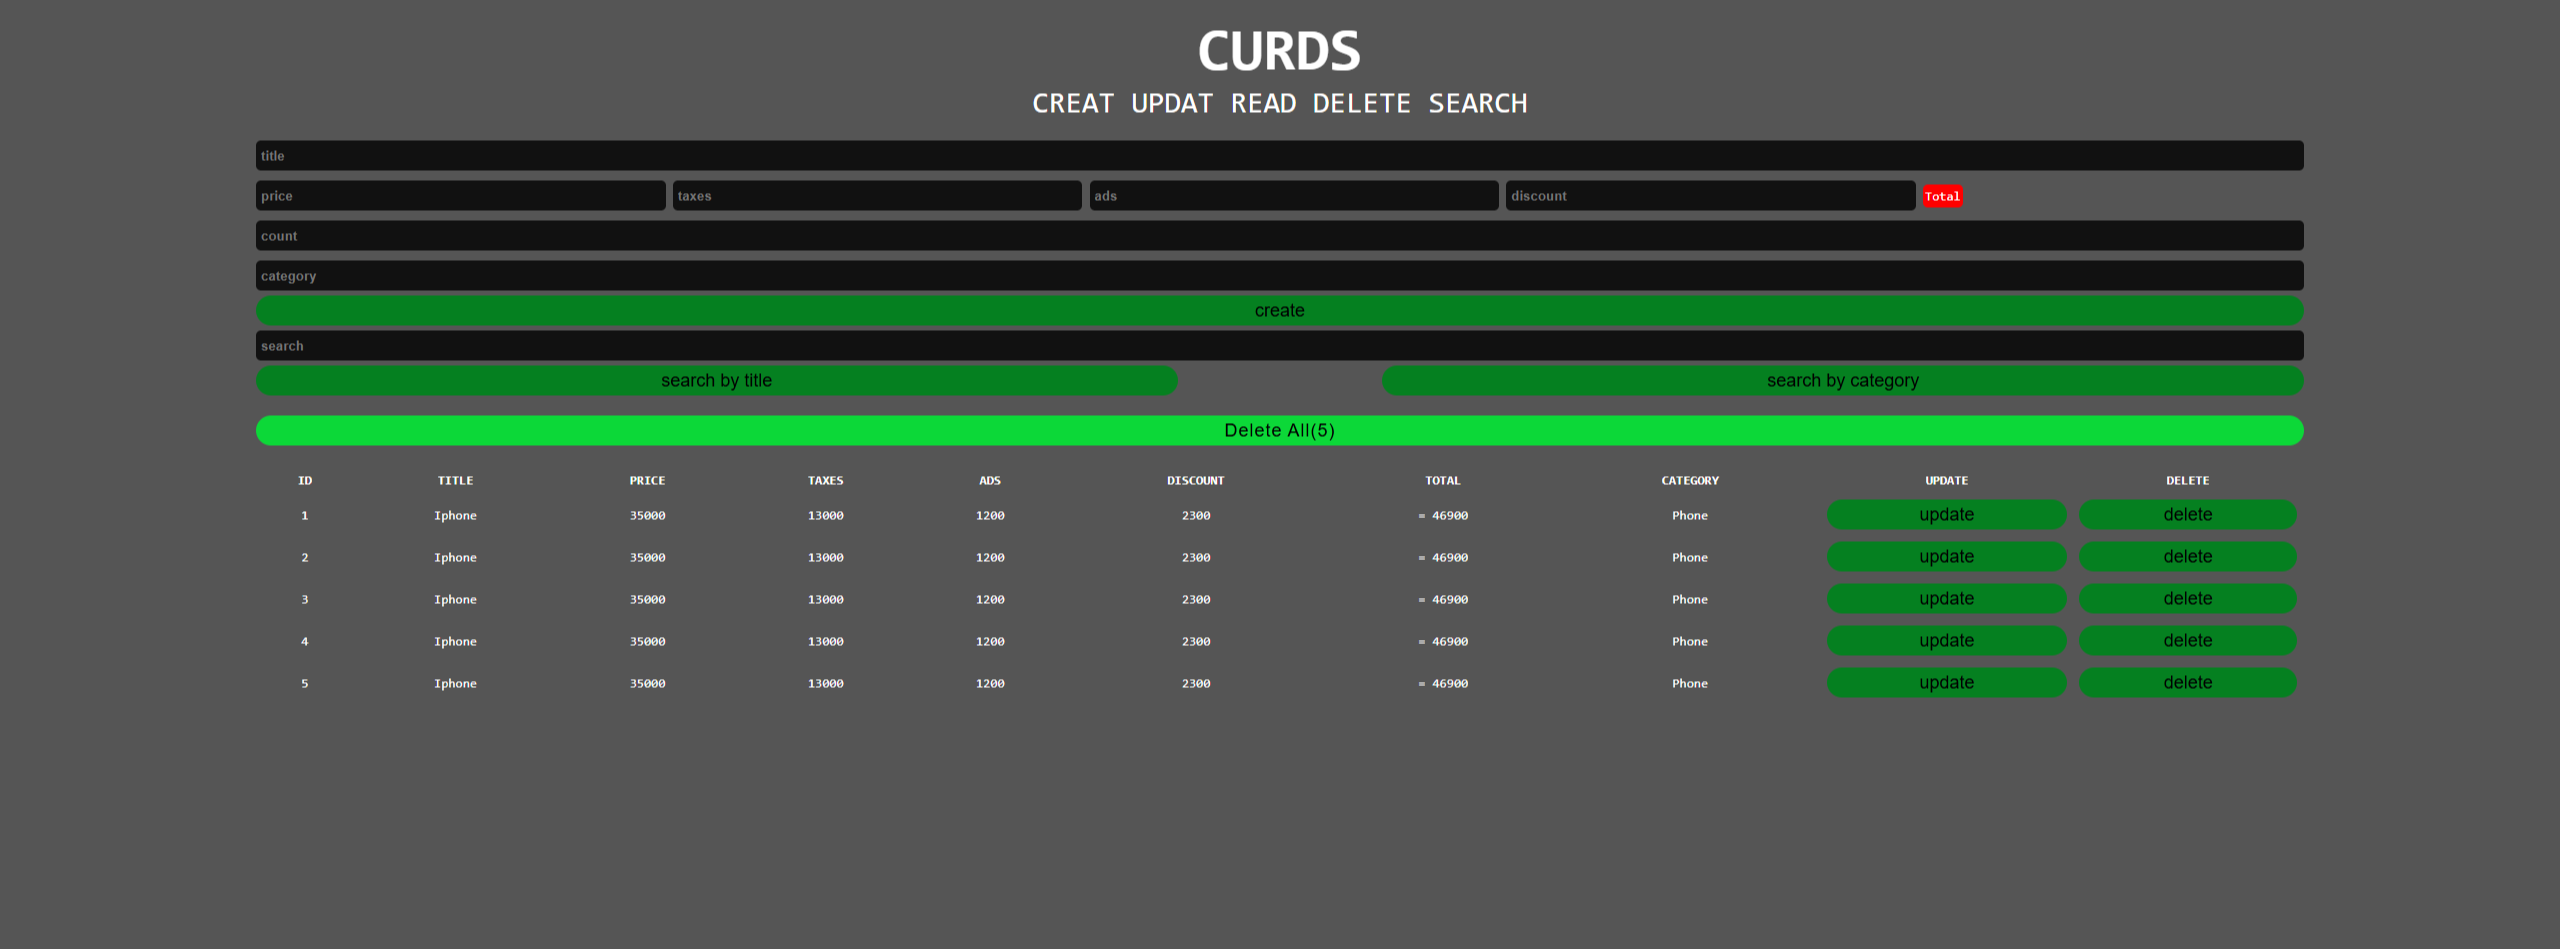 CURDS
CREAT UPDAT READ DELETE SEARCH
title
price taxes ads discount Total
count
category
create
search
search by title search by category
Delete All(5)
ID TITLE PRICE TAXES ADS DISCOUNT TOTAL CATEGORY UPDATE DELETE
1 Iphone 35000 13000 1200 2300 = 46900 Phone update delete
2 Iphone 35000 13000 1200 2300 = 46900 Phone update delete
3 Iphone 35000 13000 1200 2300 = 46900 Phone update delete
4 Iphone 35000 13000 1200 2300 = 46900 Phone update delete
5 Iphone 35000 13000 1200 2300 = 46900 Phone update delete